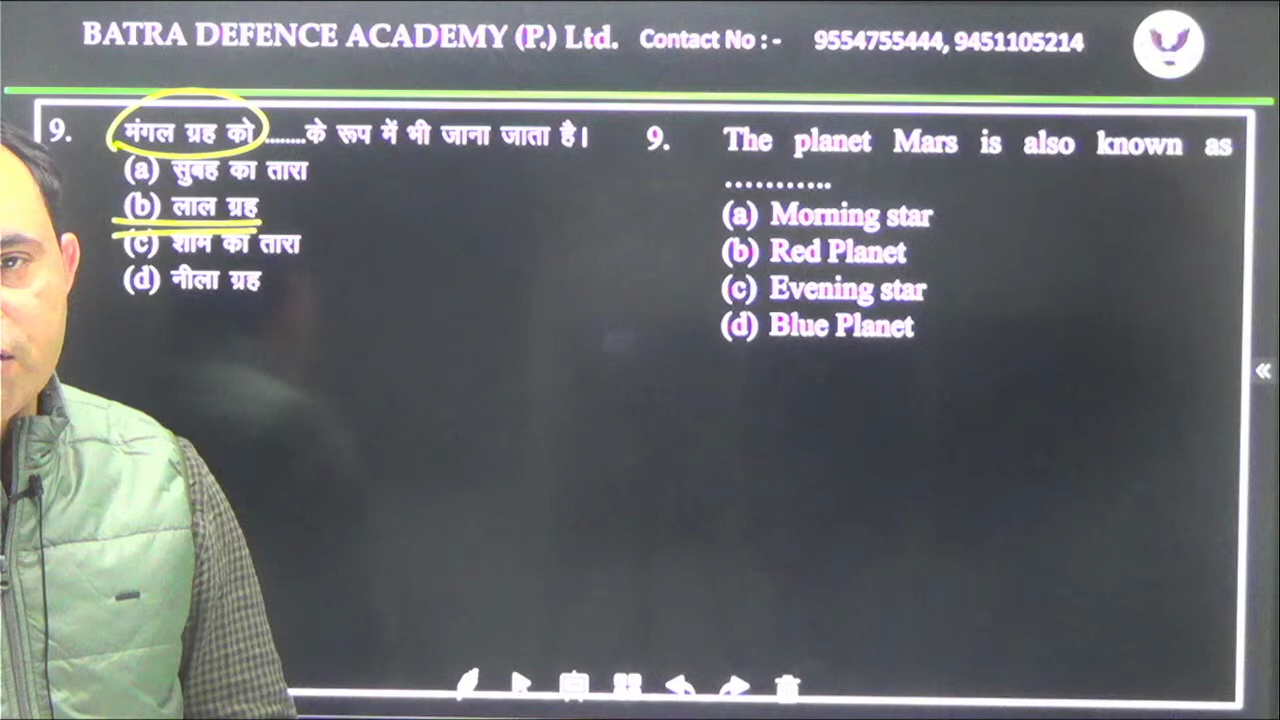 BATRA DEFENCE ACADEMY (P.) Ltd. Contact No : - 9554755444, 9451105214
9. मंगल ग्रह को ........के रूप में भी जाना जाता है।
(a) सुबह का तारा
(b) लाल ग्रह
(c) शाम का तारा
(d) नीला ग्रह
9. The planet Mars is also known as
...........
(a) Morning star
(b) Red Planet
(c) Evening star
(d) Blue Planet